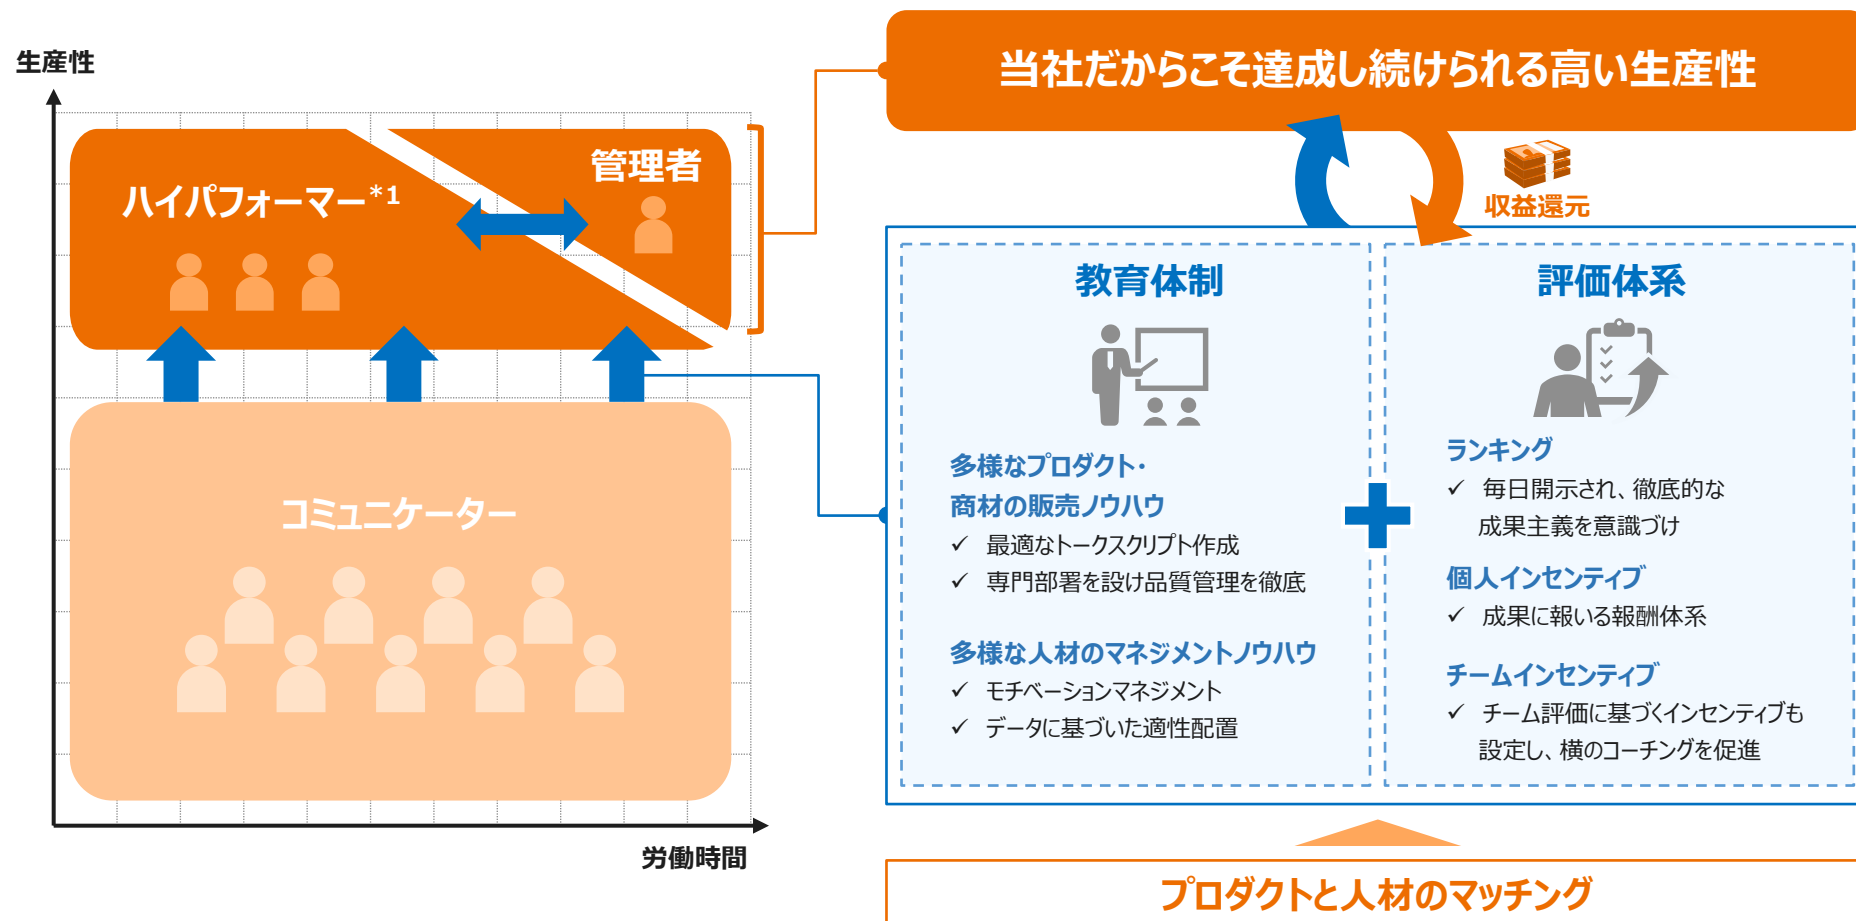 生産性
ハイパフォーマー*1
管理者
コミュニケーター
労働時間
当社だからこそ達成し続けられる高い生産性
収益還元
教育体制
多様なプロダクト・
商材の販売ノウハウ
✓ 最適なトークスクリプト作成
✓ 専門部署を設け品質管理を徹底
多様な人材のマネジメントノウハウ
✓ モチベーションマネジメント
✓ データに基づいた適性配置
評価体系
ランキング
✓ 毎日開示され、徹底的な
成果主義を意識づけ
個人インセンティブ
✓ 成果に報いる報酬体系
チームインセンティブ
✓ チーム評価に基づくインセンティブも
設定し、横のコーチングを促進
プロダクトと人材のマッチング